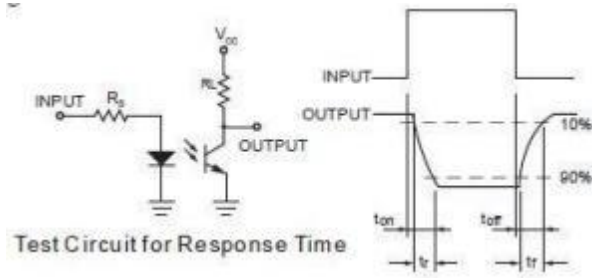 Vcc
RL
INPUT
Rs
OUTPUT
Test Circuit for Response Time
INPUT
OUTPUT
10%
90%
ton
toff
tr
tf